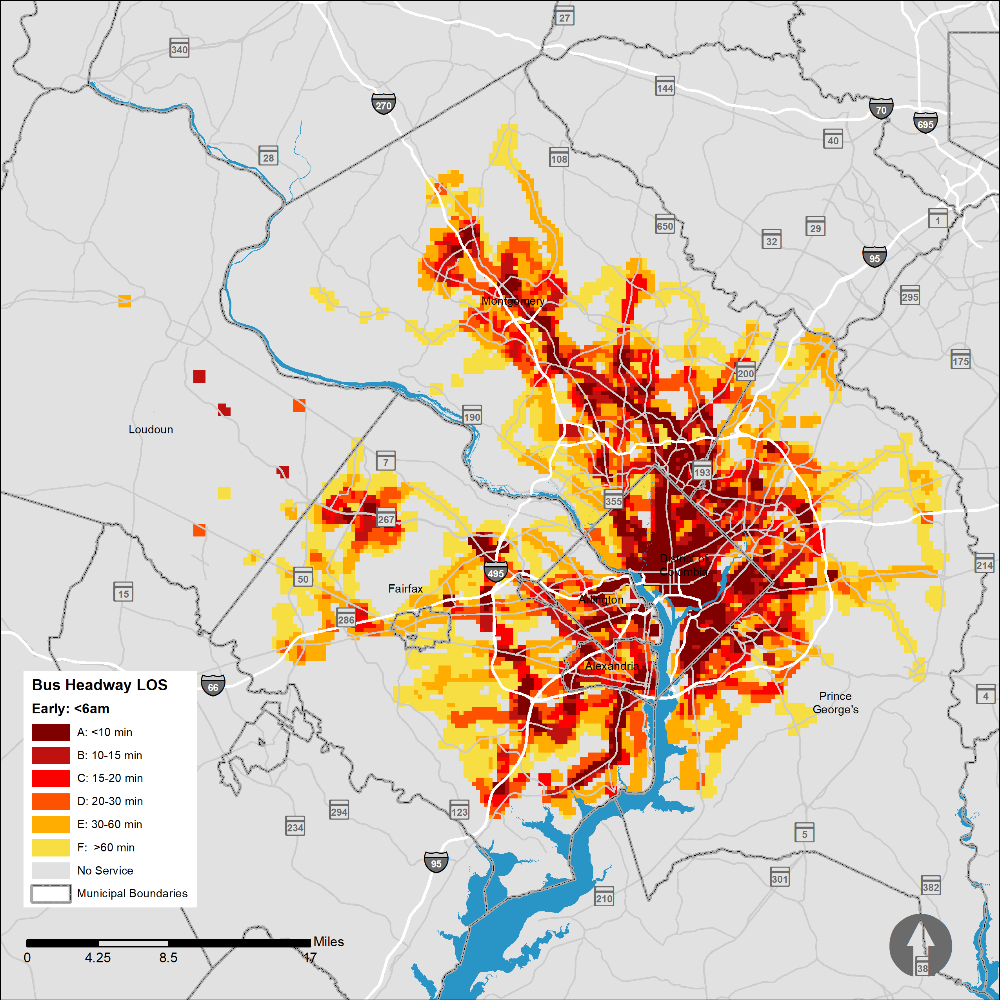 27
340
144
270
70
695
40
28
108
1
650
29
32
95
295
Montgomery
175
200
190
Loudoun
7
193
355
267
District of
Columbia
214
495
50
15
Fairfax
Arlington
286
Alexandria
66
Prince
George's
4
Bus Headway LOS
Early: <6am
A: <10 min
B: 10-15 min
C: 15-20 min
D: 20-30 min
E: 30-60 min
F: >60 min
No Service
Municipal Boundaries
294
123
234
5
95
301
382
210
Miles
0 4.25 8.5 17
38